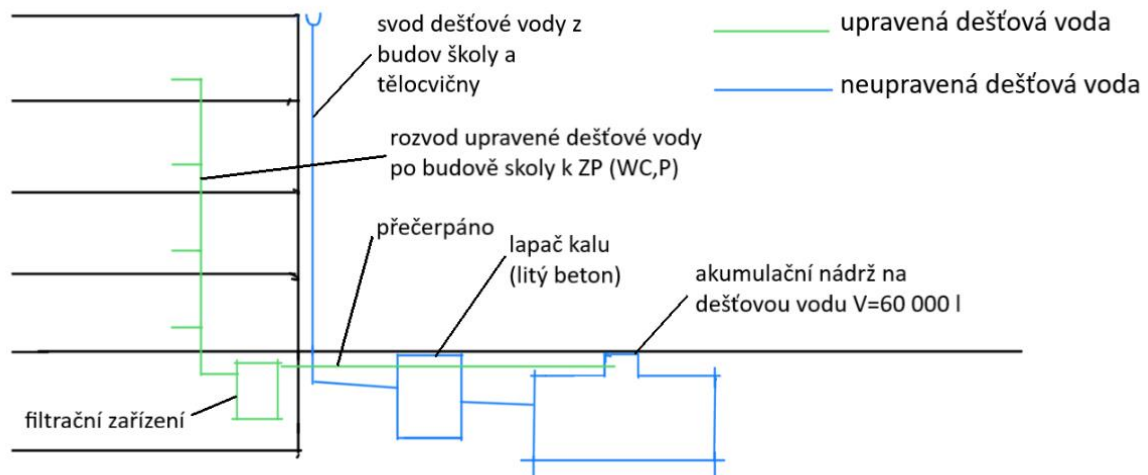 svod dešťové vody z
budov školy a
tělocvičny
upravená dešťová voda
neupravená dešťová voda
rozvod upravené dešťové vody
po budově skoly k ZP (WC,P)
přečerpáno
lapač kalu
(litý beton)
akumulační nádrž na
dešťovou vodu V=60 000 l
filtrační zařízení